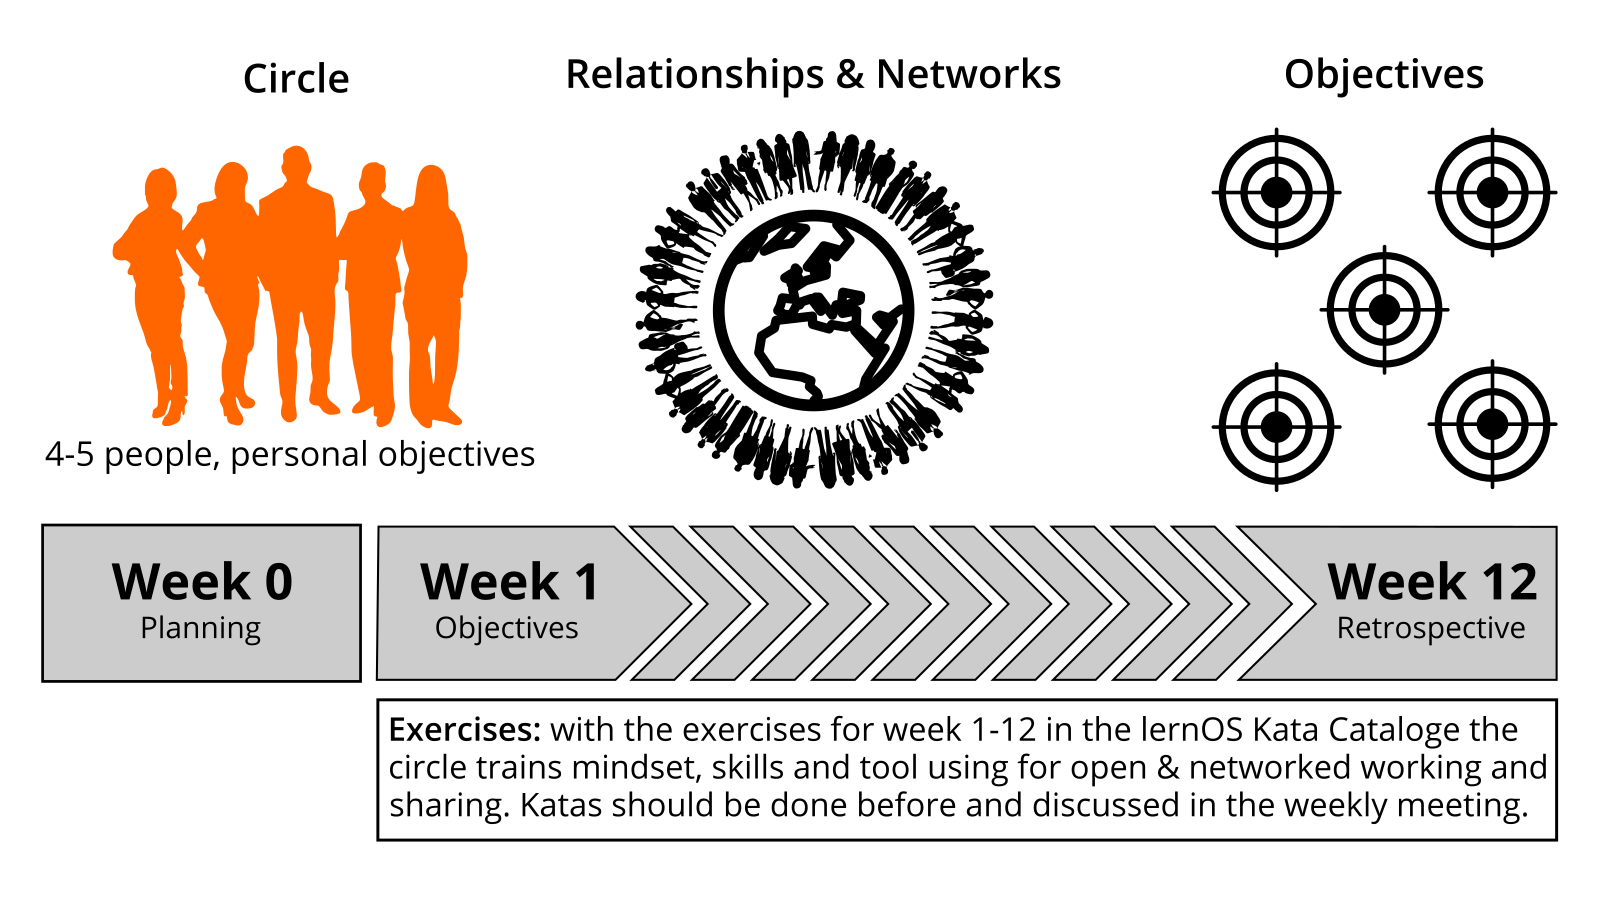 Circle
Relationships & Networks
Objectives
4-5 people, personal objectives
Week 0
Planning
Week 1
Objectives
Week 12
Retrospective
Exercises: with the exercises for week 1-12 in the lernOS Kata Cataloge the
circle trains mindset, skills and tool using for open & networked working and
sharing. Katas should be done before and discussed in the weekly meeting.